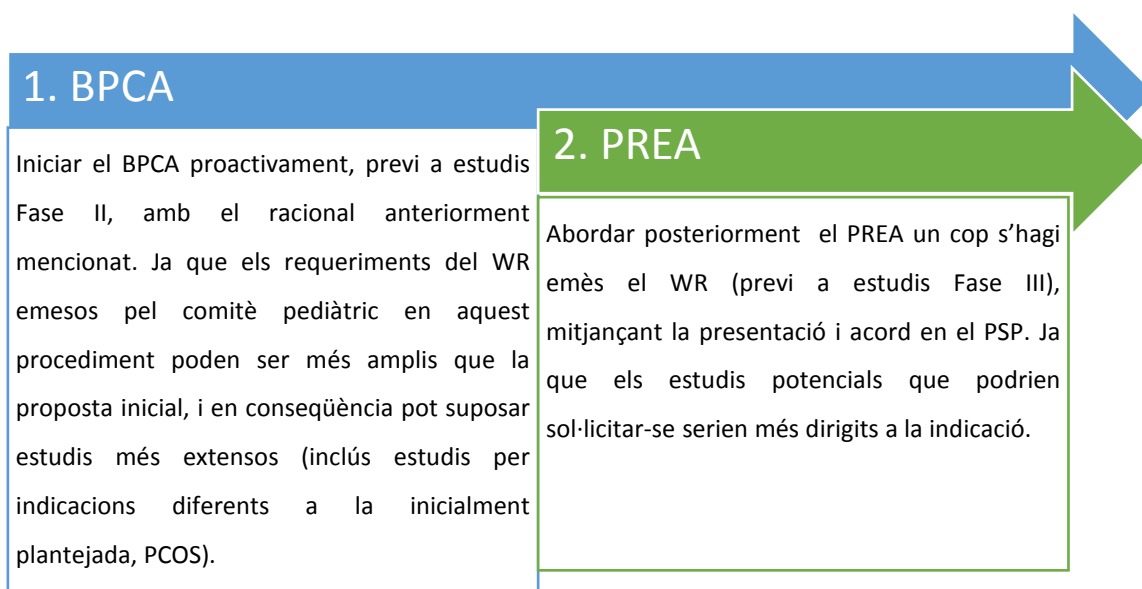 1. BPCA
Iniciar el BPCA proactivament, previ a estudis
Fase II, amb el racional anteriorment
mencionat. Ja que els requeriments del WR
emesos pel comitè pediàtric en aquest
procediment poden ser més amplis que la
proposta inicial, i en conseqüència pot suposar
estudis més extensos (inclús estudis per
indicacions diferents a la inicialment
plantejada, PCOS).
2. PREA
Abordar posteriorment el PREA un cop s’hagi
emès el WR (previ a estudis Fase III),
mitjançant la presentació i acord en el PSP. Ja
que els estudis potencials que podrien
sol·licitar-se serien més dirigits a la indicació.